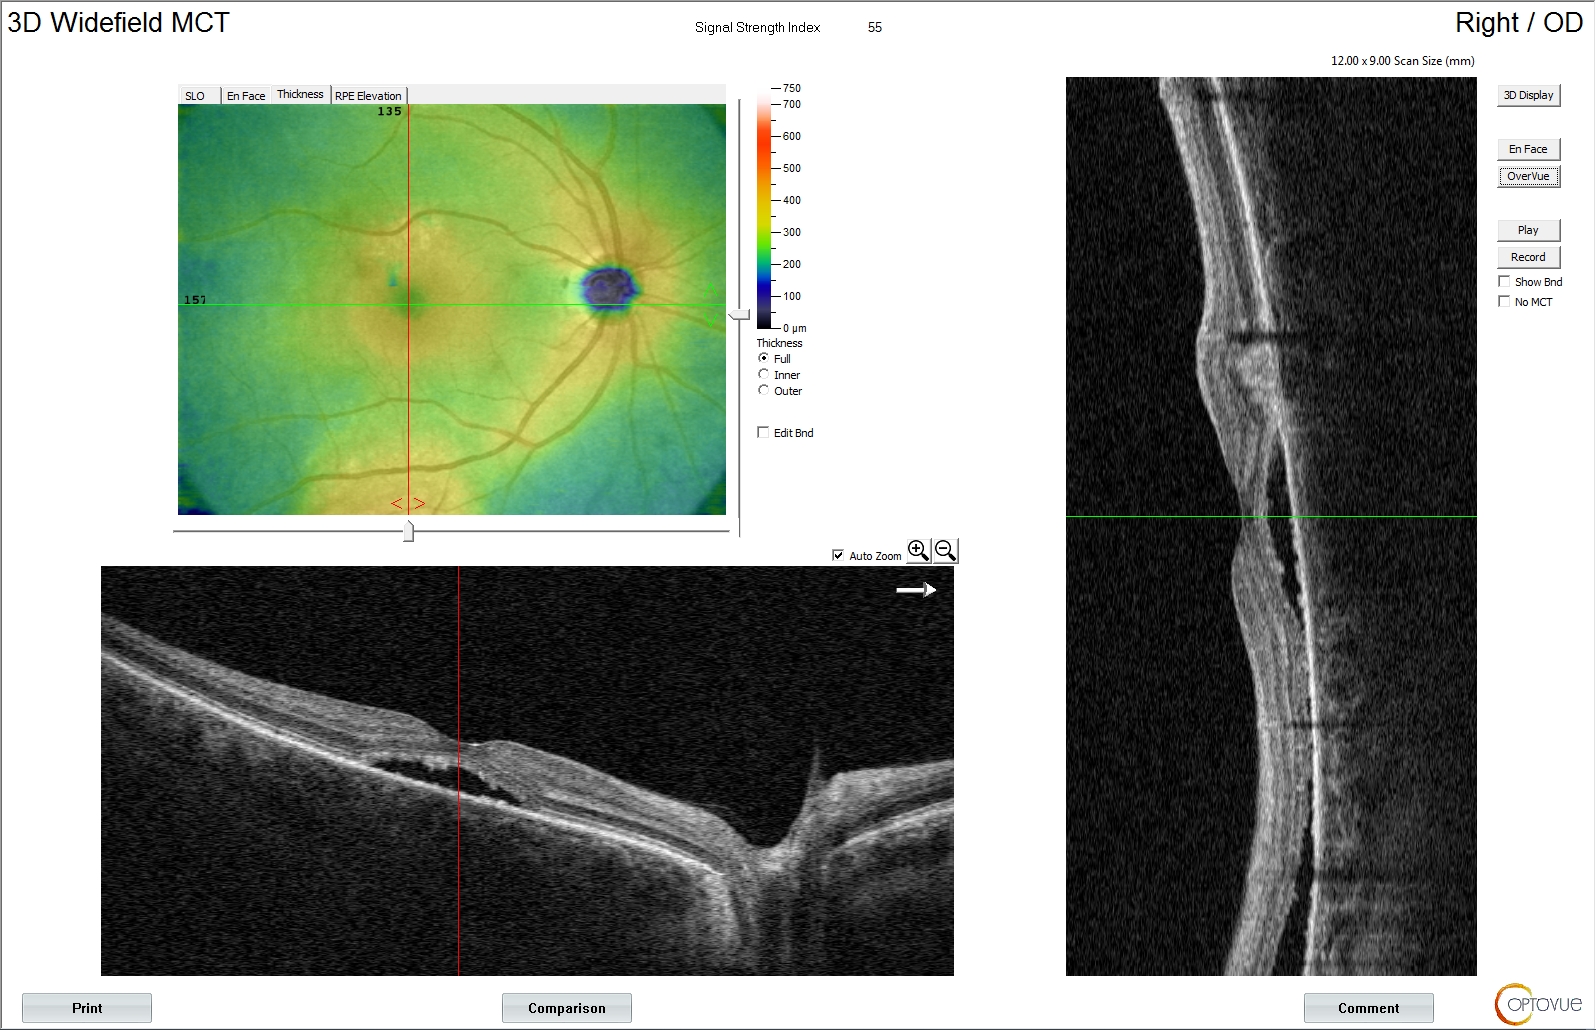 3D Widefield MCT
Signal Strength Index 55
Right / OD
12.00 x 9.00 Scan Size (mm)
SLO En Face Thickness RPE Elevation
135
157
750
700
600
500
400
300
200
100
0 µm
Thickness
Full
Inner
Outer
Edit Bnd
3D Display
En Face
OverVue
Play
Record
Show Bnd
No MCT
Auto Zoom
Print
Comparison
Comment
OPTOVUE